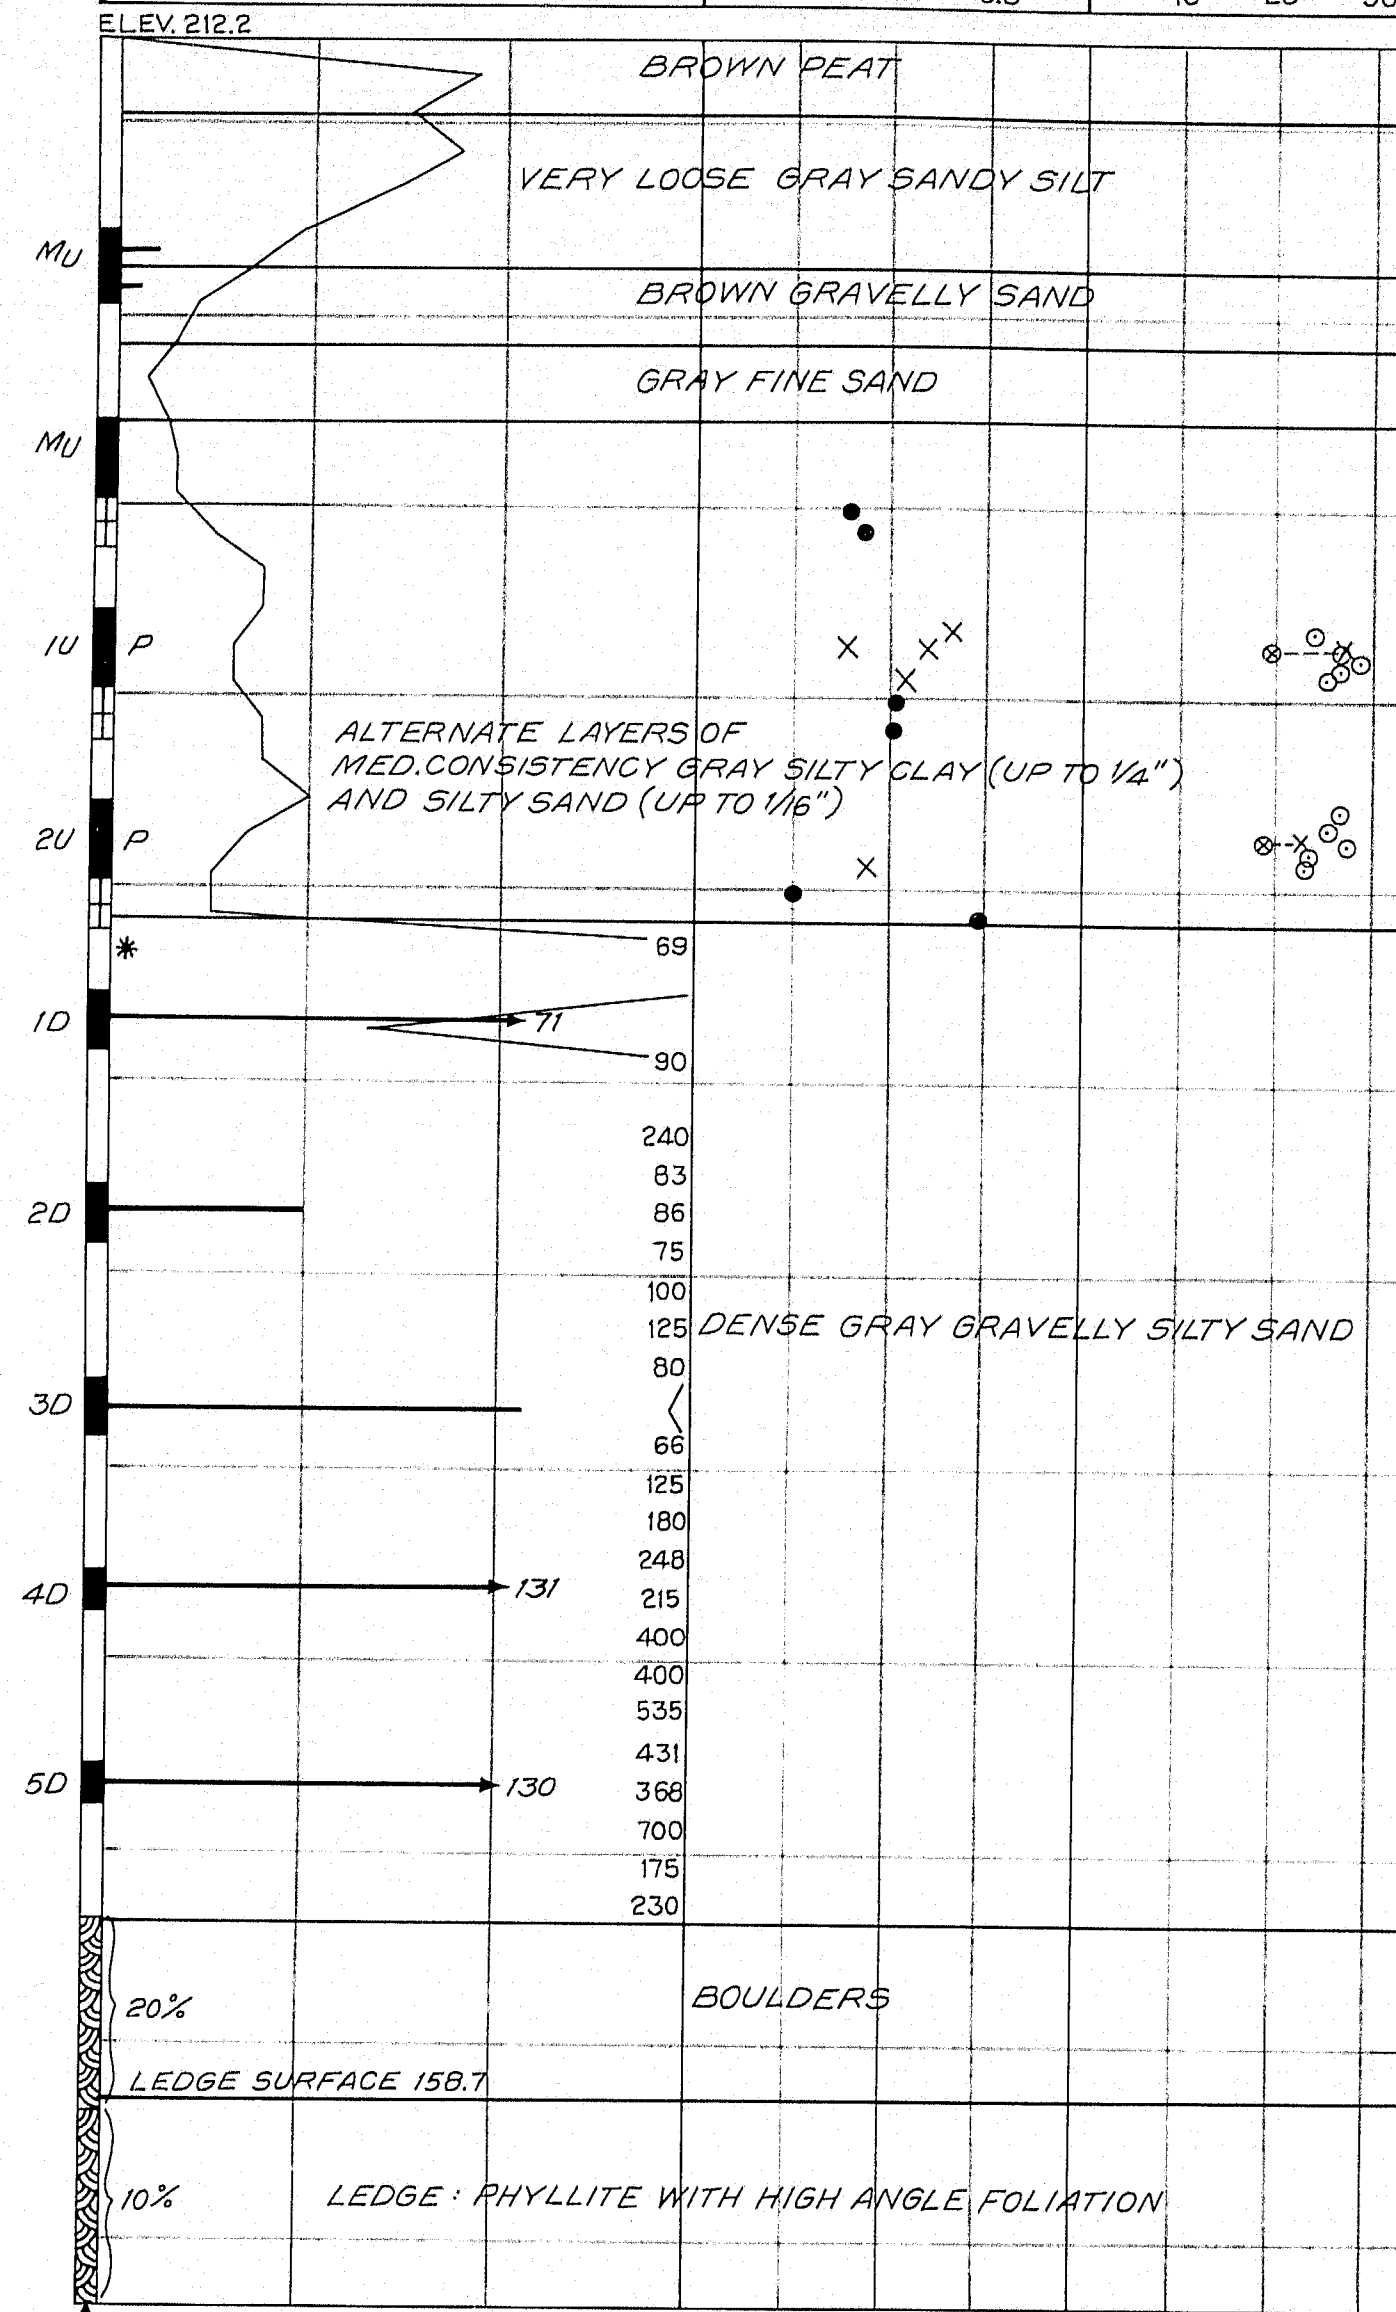 ELEV. 212.2
BROWN PEAT
VERY LOOSE GRAY SANDY SILT
MU
BROWN GRAVELLY SAND
GRAY FINE SAND
MU
1U P
ALTERNATE LAYERS OF
MED. CONSISTENCY GRAY SILTY CLAY (UP TO 1/4")
AND SILTY SAND (UP TO 1/16")
2U P
69
*
1D 71
90
240
83
2D 86
75
100
125 DENSE GRAY GRAVELLY SILTY SAND
80
3D
66
125
180
248
4D 131 215
400
400
535
431
5D 130 368
700
175
230
20% BOULDERS
LEDGE SURFACE 158.7
10% LEDGE: PHYLLITE WITH HIGH ANGLE FOLIATION